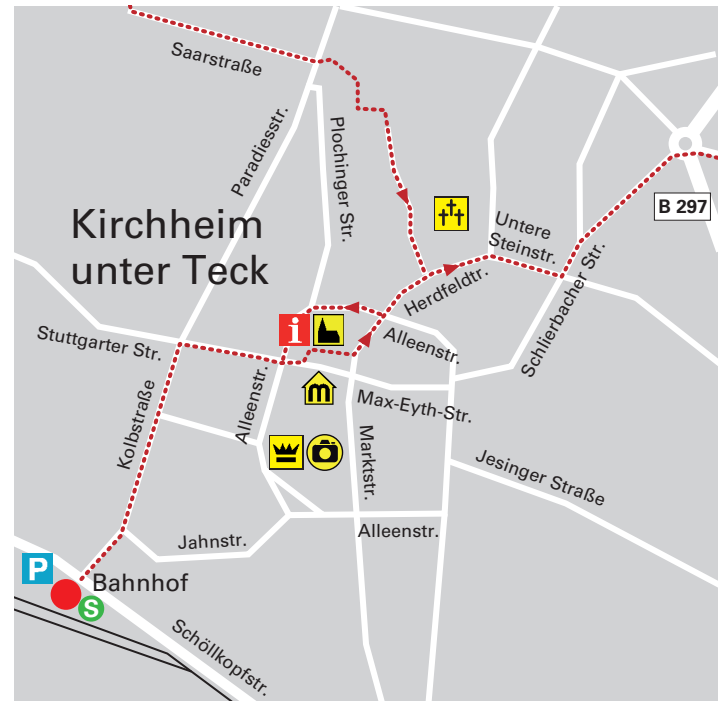 Saarstraße
Paradiesstr.
Plochinger Str.
Kirchheim
unter Teck
B 297
Untere
Steinstr.
Herdfeldtr.
Schlierbacher Str.
Stuttgarter Str.
i
Alleenstr.
Kolbstraße
Alleenstr.
m
Max-Eyth-Str.
Marktstr.
Jesinger Straße
Jahnstr.
Alleenstr.
P
Bahnhof
S
Schöllkopfstr.